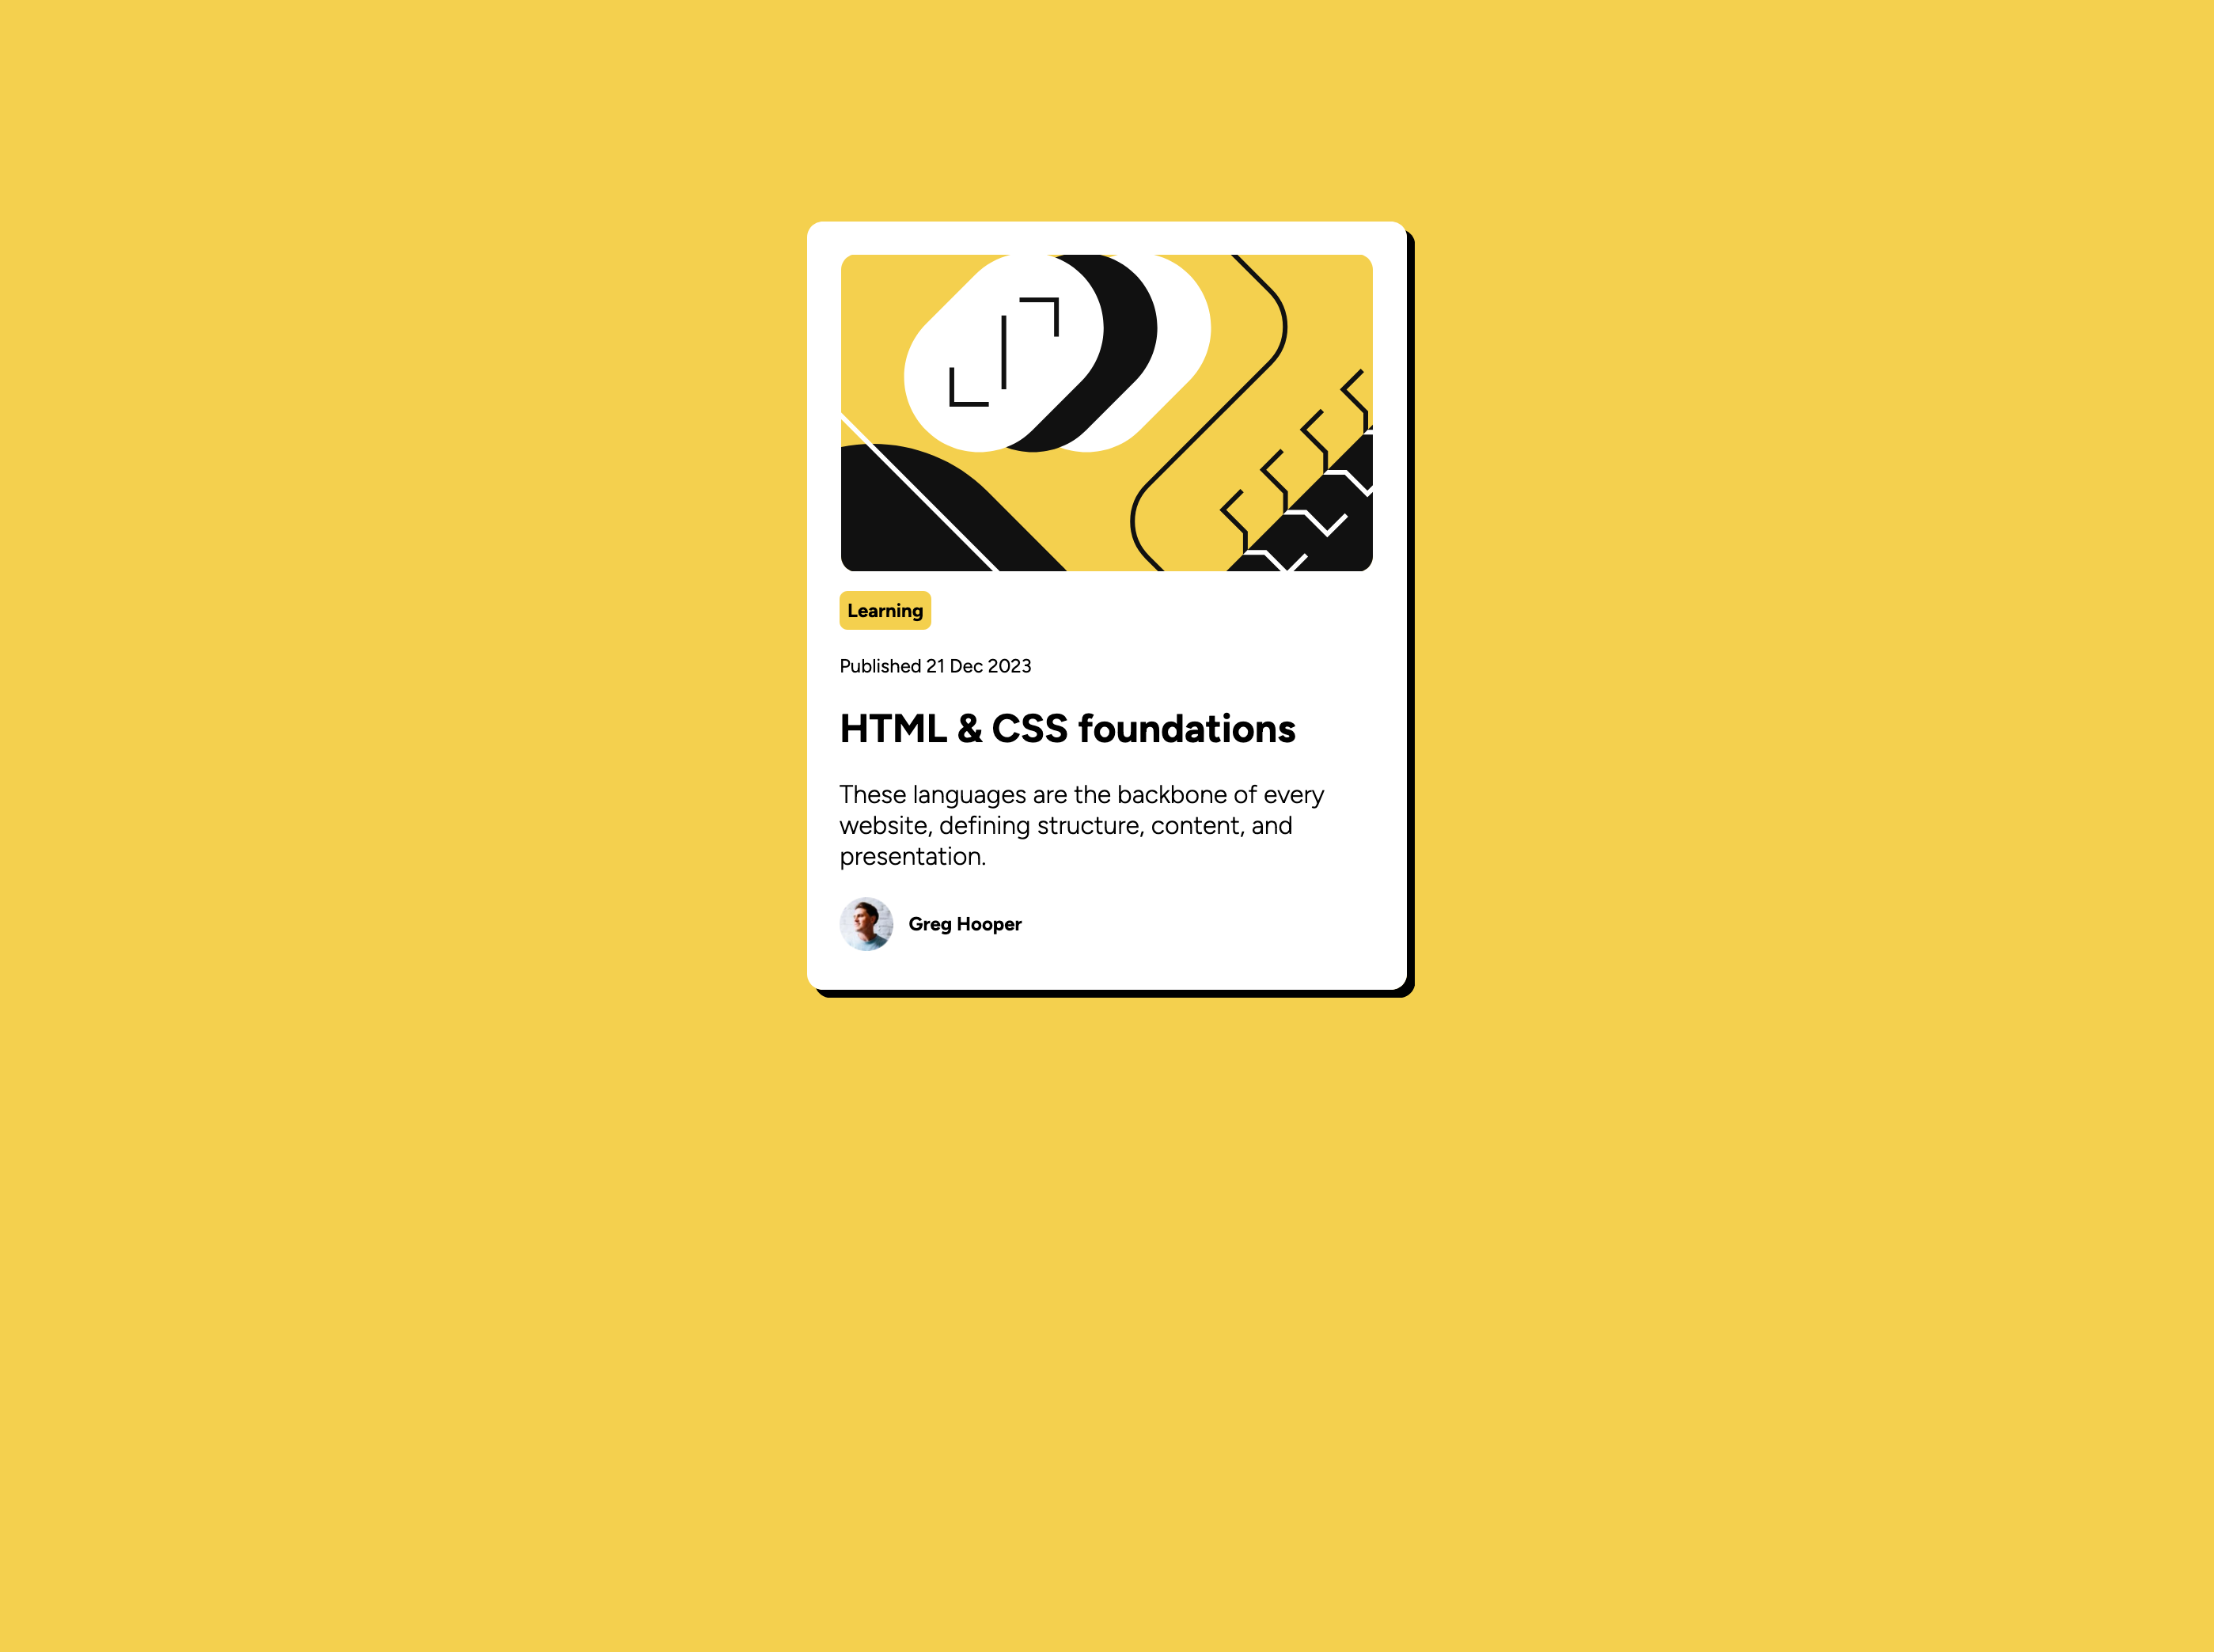 Learning
Published 21 Dec 2023
HTML & CSS foundations
These languages are the backbone of every
website, defining structure, content, and
presentation.
Greg Hooper